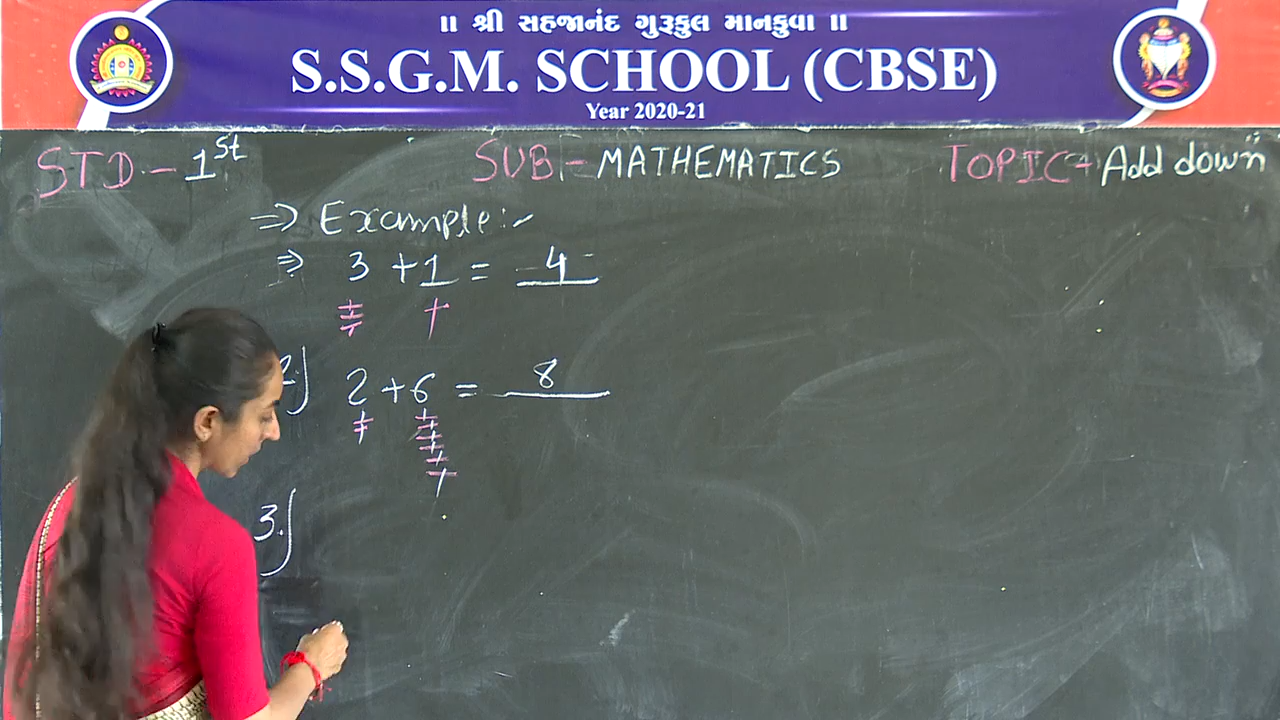 ॥ શ્રી સહજાનંદ ગુરૂકુલ માનકુવા ॥
S.S.G.M. SCHOOL (CBSE)
Year 2020-21
STD - 1st SUB - MATHEMATICS TOPIC - Add down
⇒ Example :-
⇒ 3 + 1 = 4
2.) 2 + 6 = 8
3.)